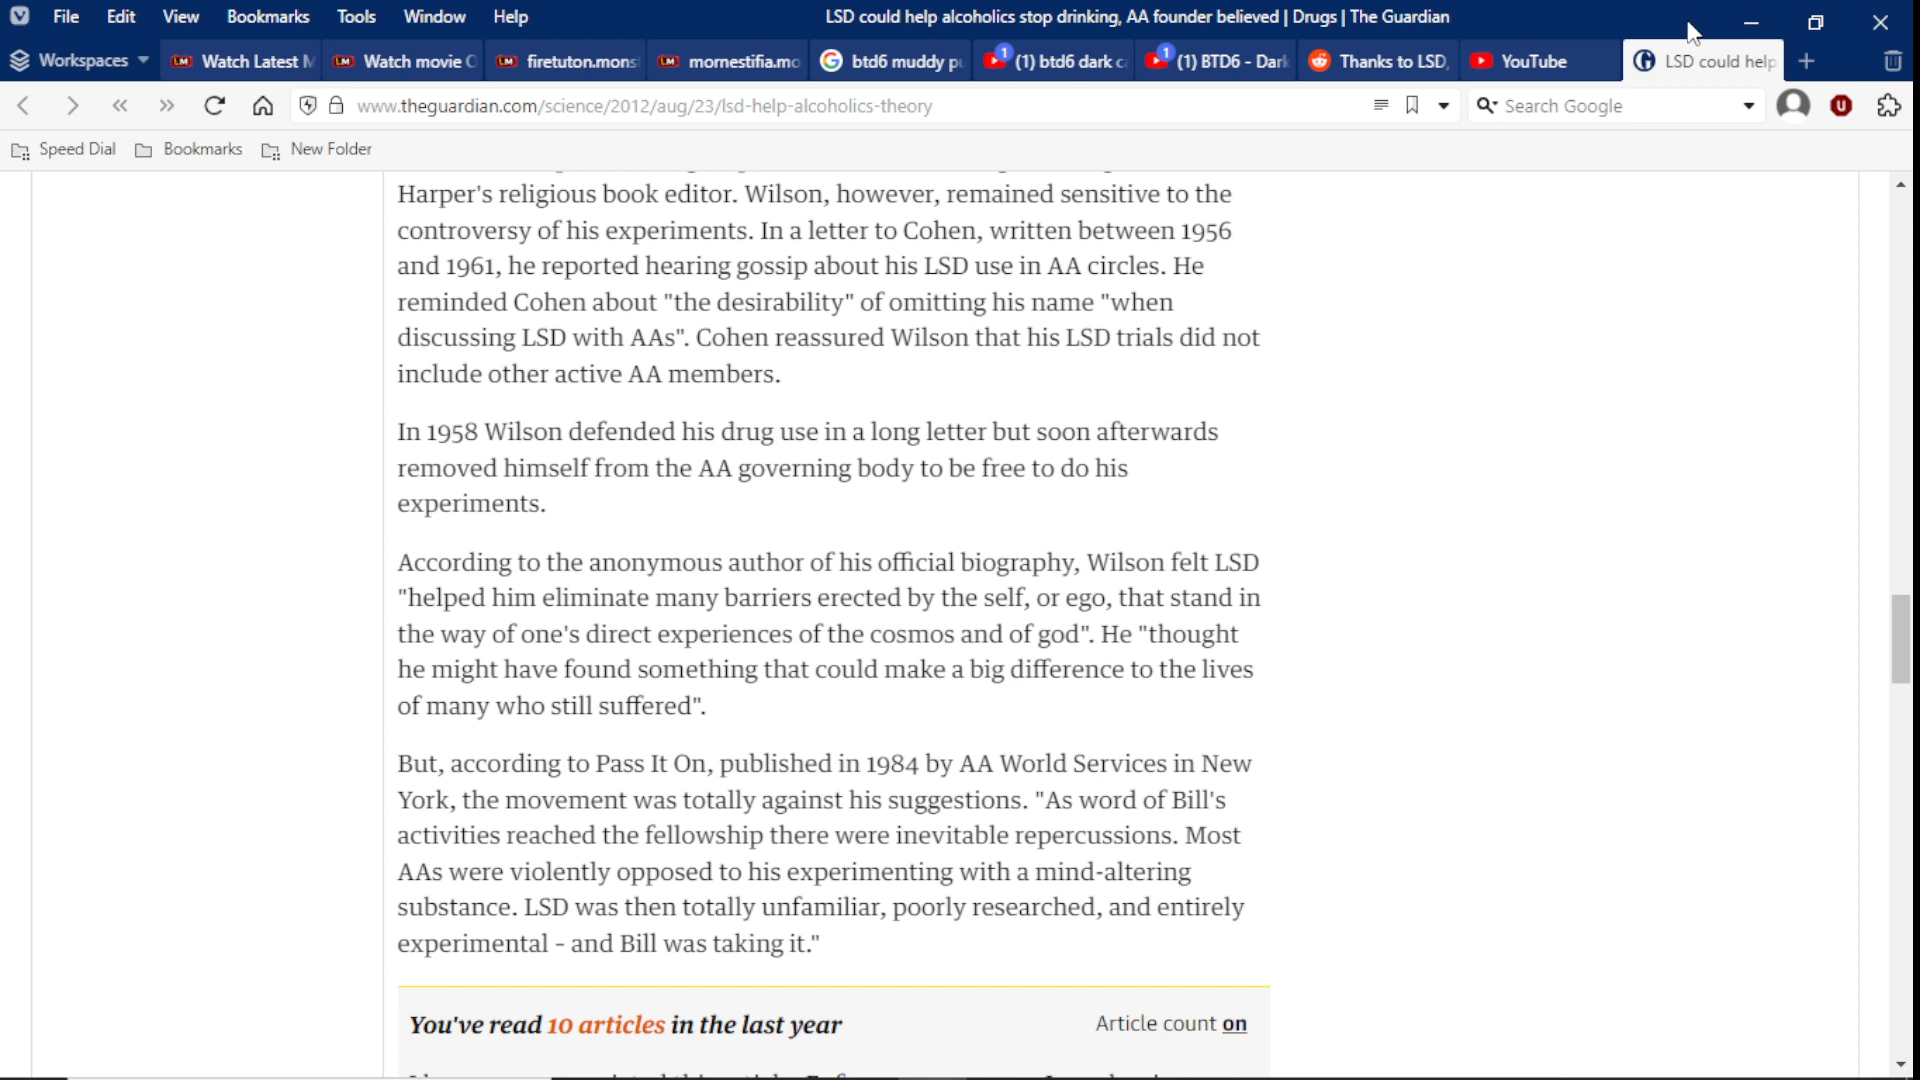 File Edit View Bookmarks Tools Window Help
LSD could help alcoholics stop drinking, AA founder believed | Drugs | The Guardian
Workspaces
Watch Latest M
Watch movie C
firetuton.mons
mornestifia.mo
btd6 muddy pu
(1) btd6 dark ca
(1) BTD6 - Dark
Thanks to LSD,
YouTube
LSD could help
www.theguardian.com/science/2012/aug/23/lsd-help-alcoholics-theory
Search Google
Speed Dial Bookmarks New Folder
Harper's religious book editor. Wilson, however, remained sensitive to the
controversy of his experiments. In a letter to Cohen, written between 1956
and 1961, he reported hearing gossip about his LSD use in AA circles. He
reminded Cohen about "the desirability" of omitting his name "when
discussing LSD with AAs". Cohen reassured Wilson that his LSD trials did not
include other active AA members.
In 1958 Wilson defended his drug use in a long letter but soon afterwards
removed himself from the AA governing body to be free to do his
experiments.
According to the anonymous author of his official biography, Wilson felt LSD
"helped him eliminate many barriers erected by the self, or ego, that stand in
the way of one's direct experiences of the cosmos and of god". He "thought
he might have found something that could make a big difference to the lives
of many who still suffered".
But, according to Pass It On, published in 1984 by AA World Services in New
York, the movement was totally against his suggestions. "As word of Bill's
activities reached the fellowship there were inevitable repercussions. Most
AAs were violently opposed to his experimenting with a mind-altering
substance. LSD was then totally unfamiliar, poorly researched, and entirely
experimental – and Bill was taking it."
You've read 10 articles in the last year
Article count on